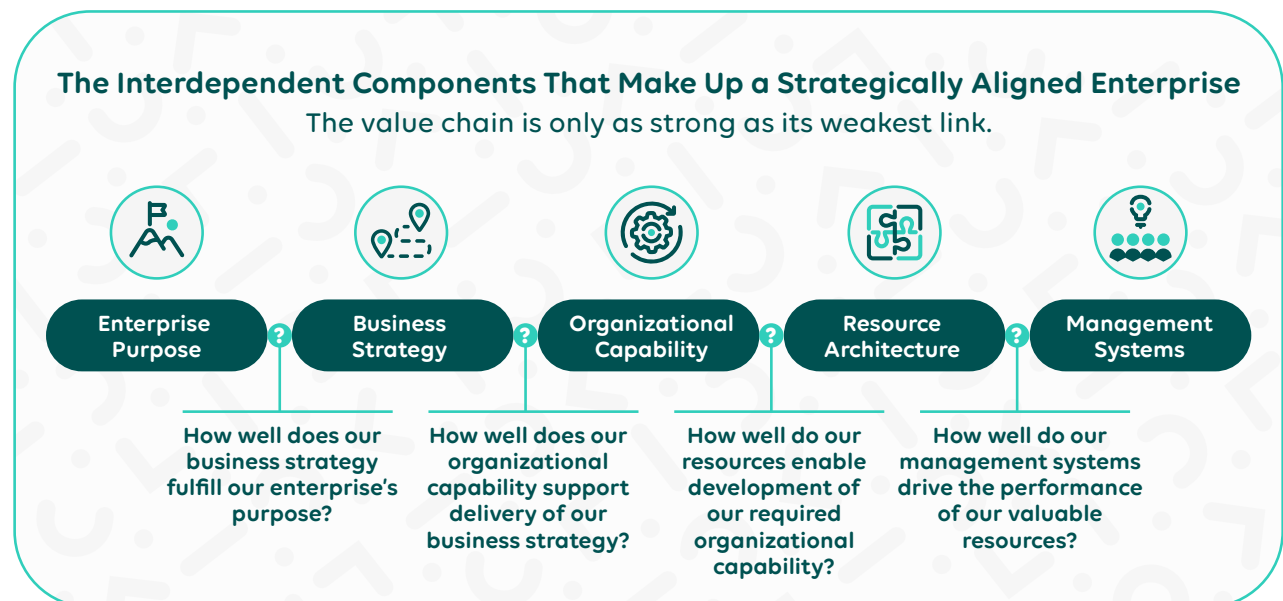 The Interdependent Components That Make Up a Strategically Aligned Enterprise
The value chain is only as strong as its weakest link.
Enterprise
Purpose
?
Business
Strategy
?
Organizational
Capability
?
Resource
Architecture
?
Management
Systems
How well does our
business strategy
fulfill our enterprise's
purpose?
How well does our
organizational
capability support
delivery of our
business strategy?
How well do our
resources enable
development of
our required
organizational
capability?
How well do our
management systems
drive the performance
of our valuable
resources?